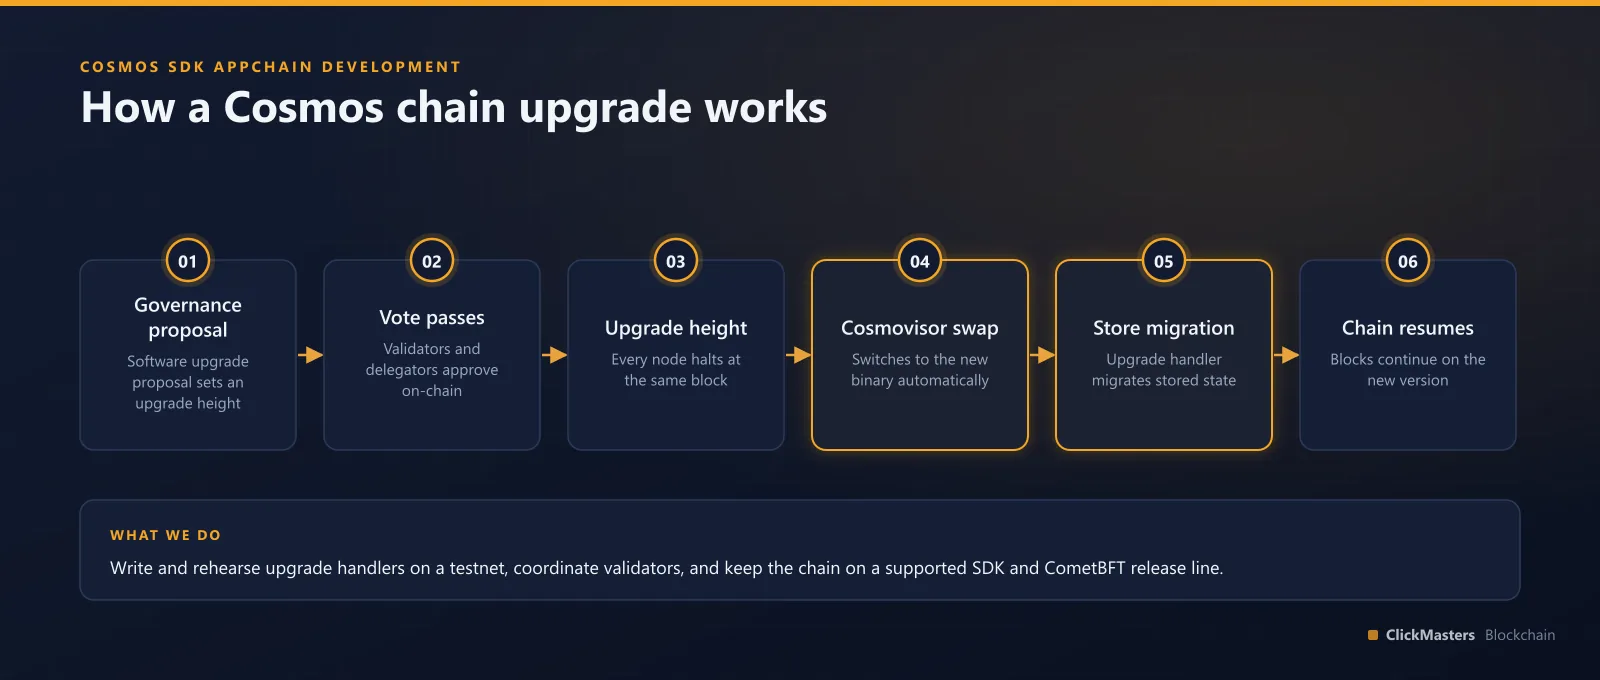 COSMOS SDK APPCHAIN DEVELOPMENT
How a Cosmos chain upgrade works
01
Governance
proposal
Software upgrade
proposal sets an
upgrade height
02
Vote passes
Validators and
delegators approve
on-chain
03
Upgrade height
Every node halts at
the same block
04
Cosmovisor swap
Switches to the new
binary automatically
05
Store migration
Upgrade handler
migrates stored state
06
Chain resumes
Blocks continue on the
new version
WHAT WE DO
Write and rehearse upgrade handlers on a testnet, coordinate validators, and keep the chain on a supported SDK and CometBFT release line.
ClickMasters Blockchain